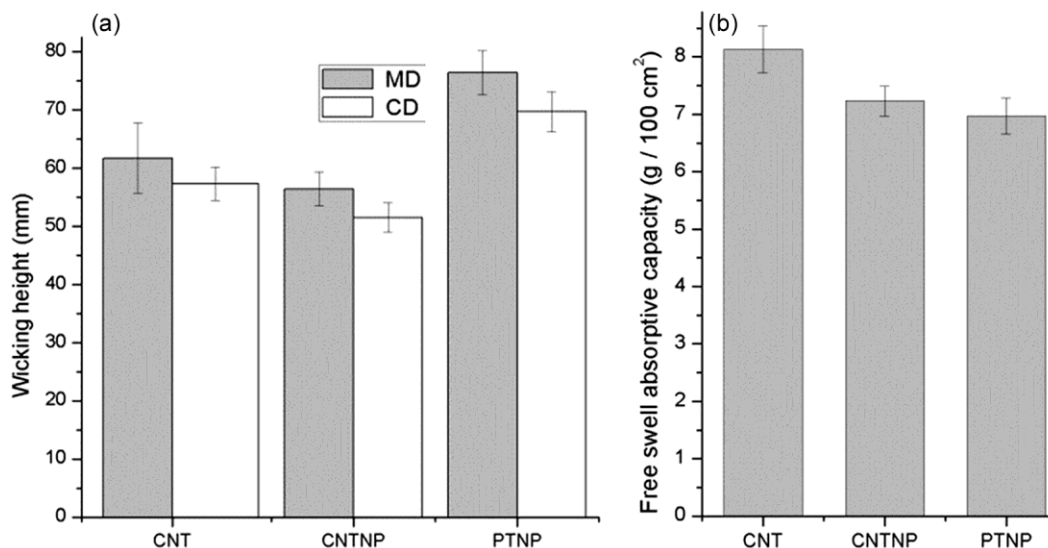 (a)
Wicking height (mm)
80
70
60
50
40
30
20
10
0
MD
CD
CNT CNTNP PTNP
(b)
Free swell absorptive capacity (g / 100 cm²)
8
7
6
5
4
3
2
1
0
CNT CNTNP PTNP